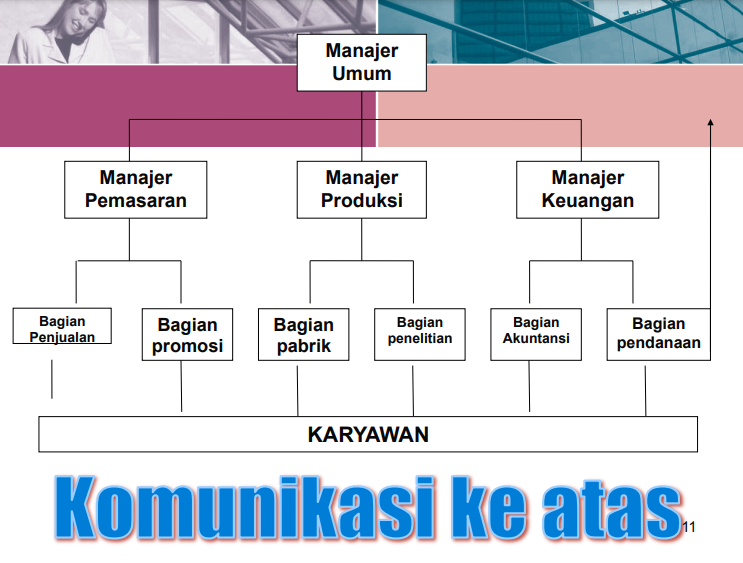 Manajer
Umum
Manajer
Pemasaran
Manajer
Produksi
Manajer
Keuangan
Bagian
Penjualan
Bagian
promosi
Bagian
pabrik
Bagian
penelitian
Bagian
Akuntansi
Bagian
pendanaan
KARYAWAN
Komunikasi ke atas
11